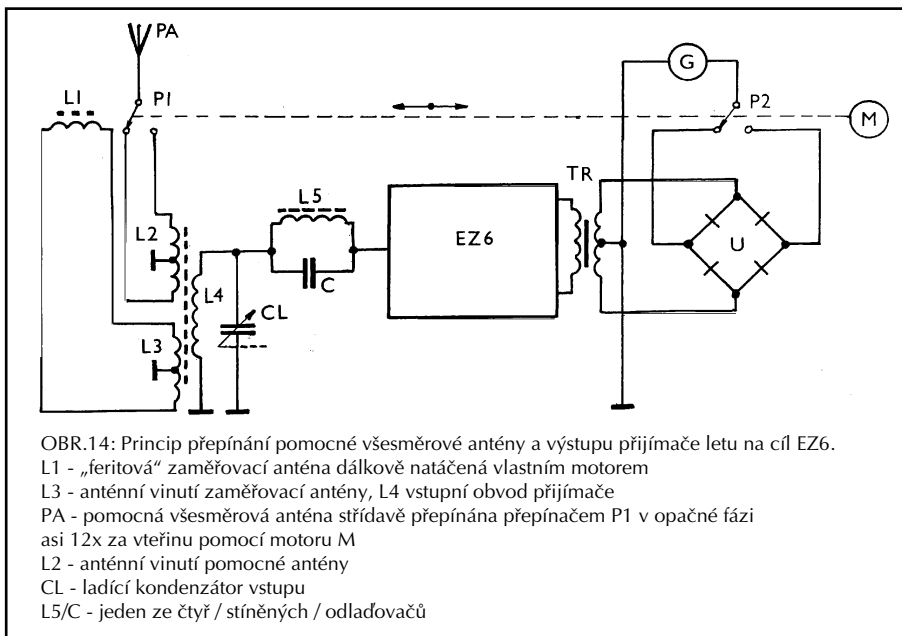 PA
L1
P1
G
P2
M
TR
L5
L2
EZ6
U
L4
C
CL
L3
OBR.14: Princip přepínání pomocné všesměrové antény a výstupu přijímače letu na cíl EZ6.
L1 - „feritová“ zaměřovací anténa dálkově natáčená vlastním motorem
L3 - anténní vinutí zaměřovací antény, L4 vstupní obvod přijímače
PA - pomocná všesměrová anténa střídavě přepínána přepínačem P1 v opačné fázi
asi 12x za vteřinu pomocí motoru M
L2 - anténní vinutí pomocné antény
CL - ladící kondenzátor vstupu
L5/C - jeden ze čtyř / stíněných / odlaďovačů